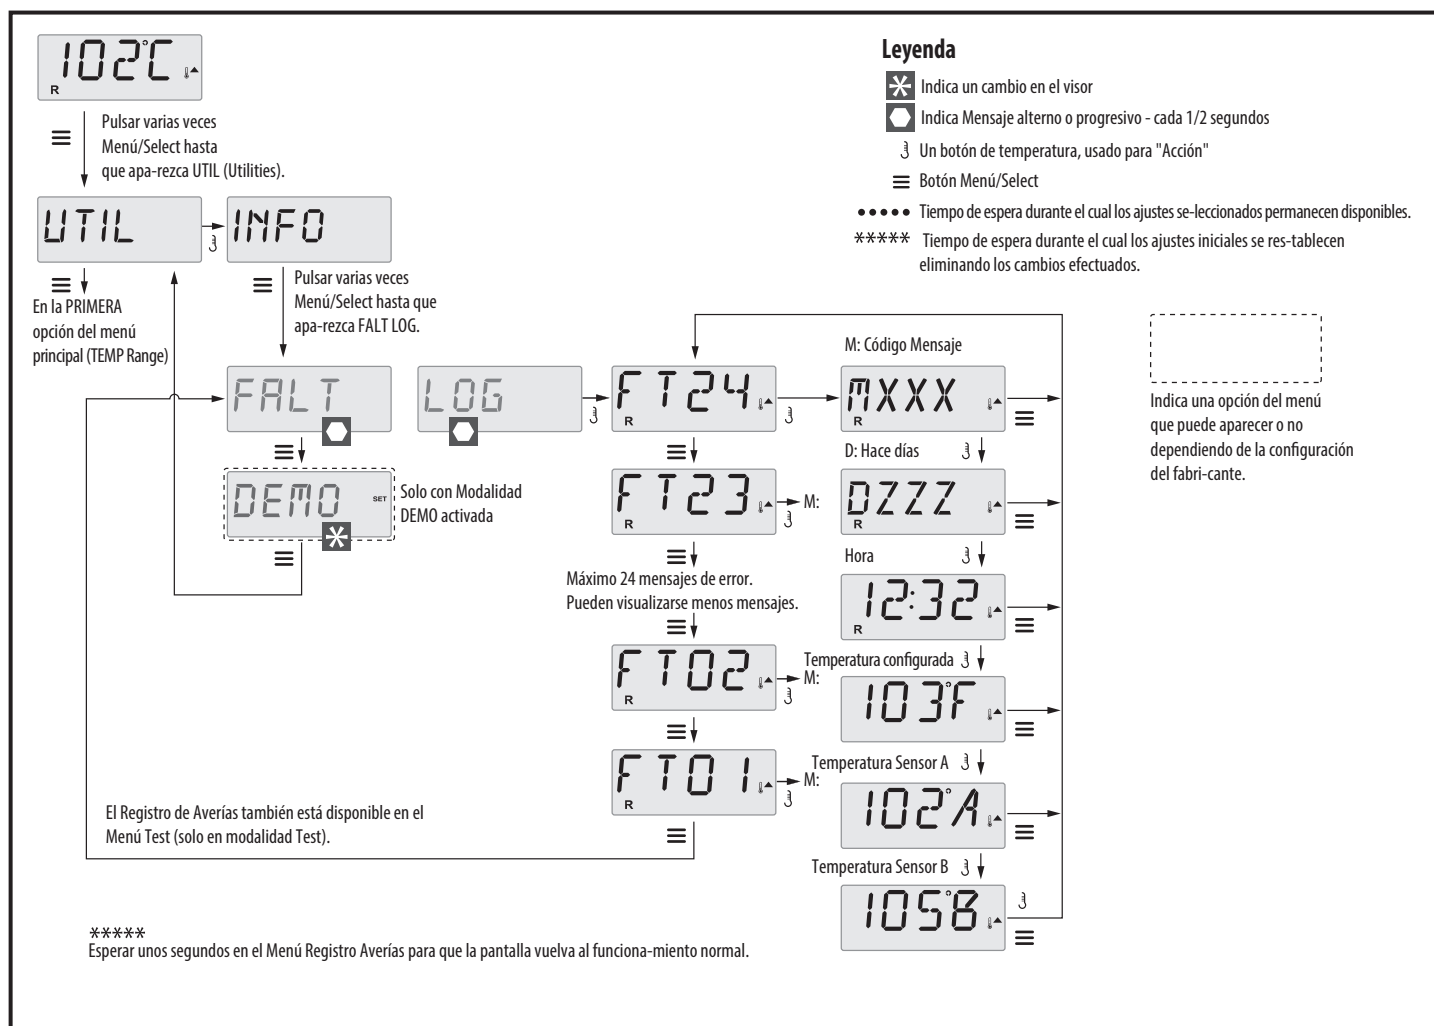 102°C
R
Pulsar varias veces
Menú/Select hasta
que apa-rezca UTIL (Utilities).
UTIL
INFO
En la PRIMERA
opción del menú
principal (TEMP Range)
Pulsar varias veces
Menú/Select hasta que
apa-rezca FALT LOG.
FALT
LOG
DEMO
SET
Solo con Modalidad
DEMO activada
FT24
R
FT23
R
M:
Máximo 24 mensajes de error.
Pueden visualizarse menos mensajes.
FT02
R
M:
FT01
R
M:
M: Código Mensaje
MXXX
R
D: Hace días
DZZZ
R
Hora
12:32
R
Temperatura configurada
103°F
Temperatura Sensor A
102°A
Temperatura Sensor B
105°B
Leyenda
Indica un cambio en el visor
Indica Mensaje alterno o progresivo - cada 1/2 segundos
Un botón de temperatura, usado para "Acción"
Botón Menú/Select
••••• Tiempo de espera durante el cual los ajustes se-leccionados permanecen disponibles.
***** Tiempo de espera durante el cual los ajustes iniciales se res-tablecen
eliminando los cambios efectuados.
Indica una opción del menú
que puede aparecer o no
dependiendo de la configuración
del fabri-cante.
El Registro de Averías también está disponible en el
Menú Test (solo en modalidad Test).
*****
Esperar unos segundos en el Menú Registro Averías para que la pantalla vuelva al funciona-miento normal.